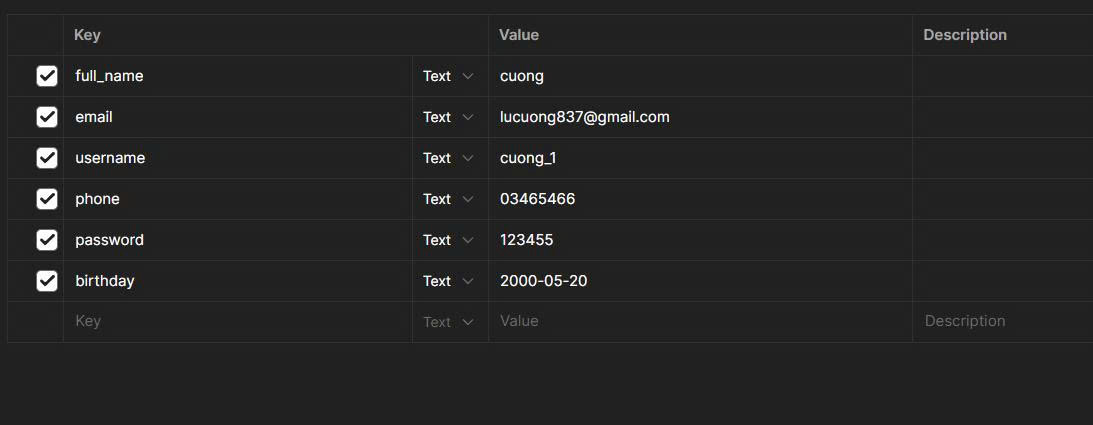 Key Value Description
full_name Text cuong
email Text lucuong837@gmail.com
username Text cuong_1
phone Text 03465466
password Text 123455
birthday Text 2000-05-20
Key Text Value Description